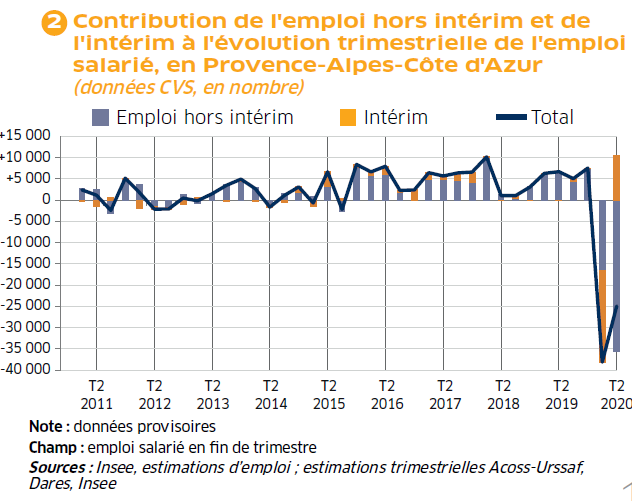 2 Contribution de l'emploi hors intérim et de
l'intérim à l'évolution trimestrielle de l'emploi
salarié, en Provence-Alpes-Côte d'Azur
(données CVS, en nombre)
Emploi hors intérim Intérim Total
+15 000
+10 000
+5 000
0
-5 000
-10 000
-15 000
-20 000
-25 000
-30 000
-35 000
-40 000
T2 T2 T2 T2 T2 T2 T2 T2 T2 T2
2011 2012 2013 2014 2015 2016 2017 2018 2019 2020
Note : données provisoires
Champ : emploi salarié en fin de trimestre
Sources : Insee, estimations d'emploi ; estimations trimestrielles Acoss-Urssaf,
Dares, Insee